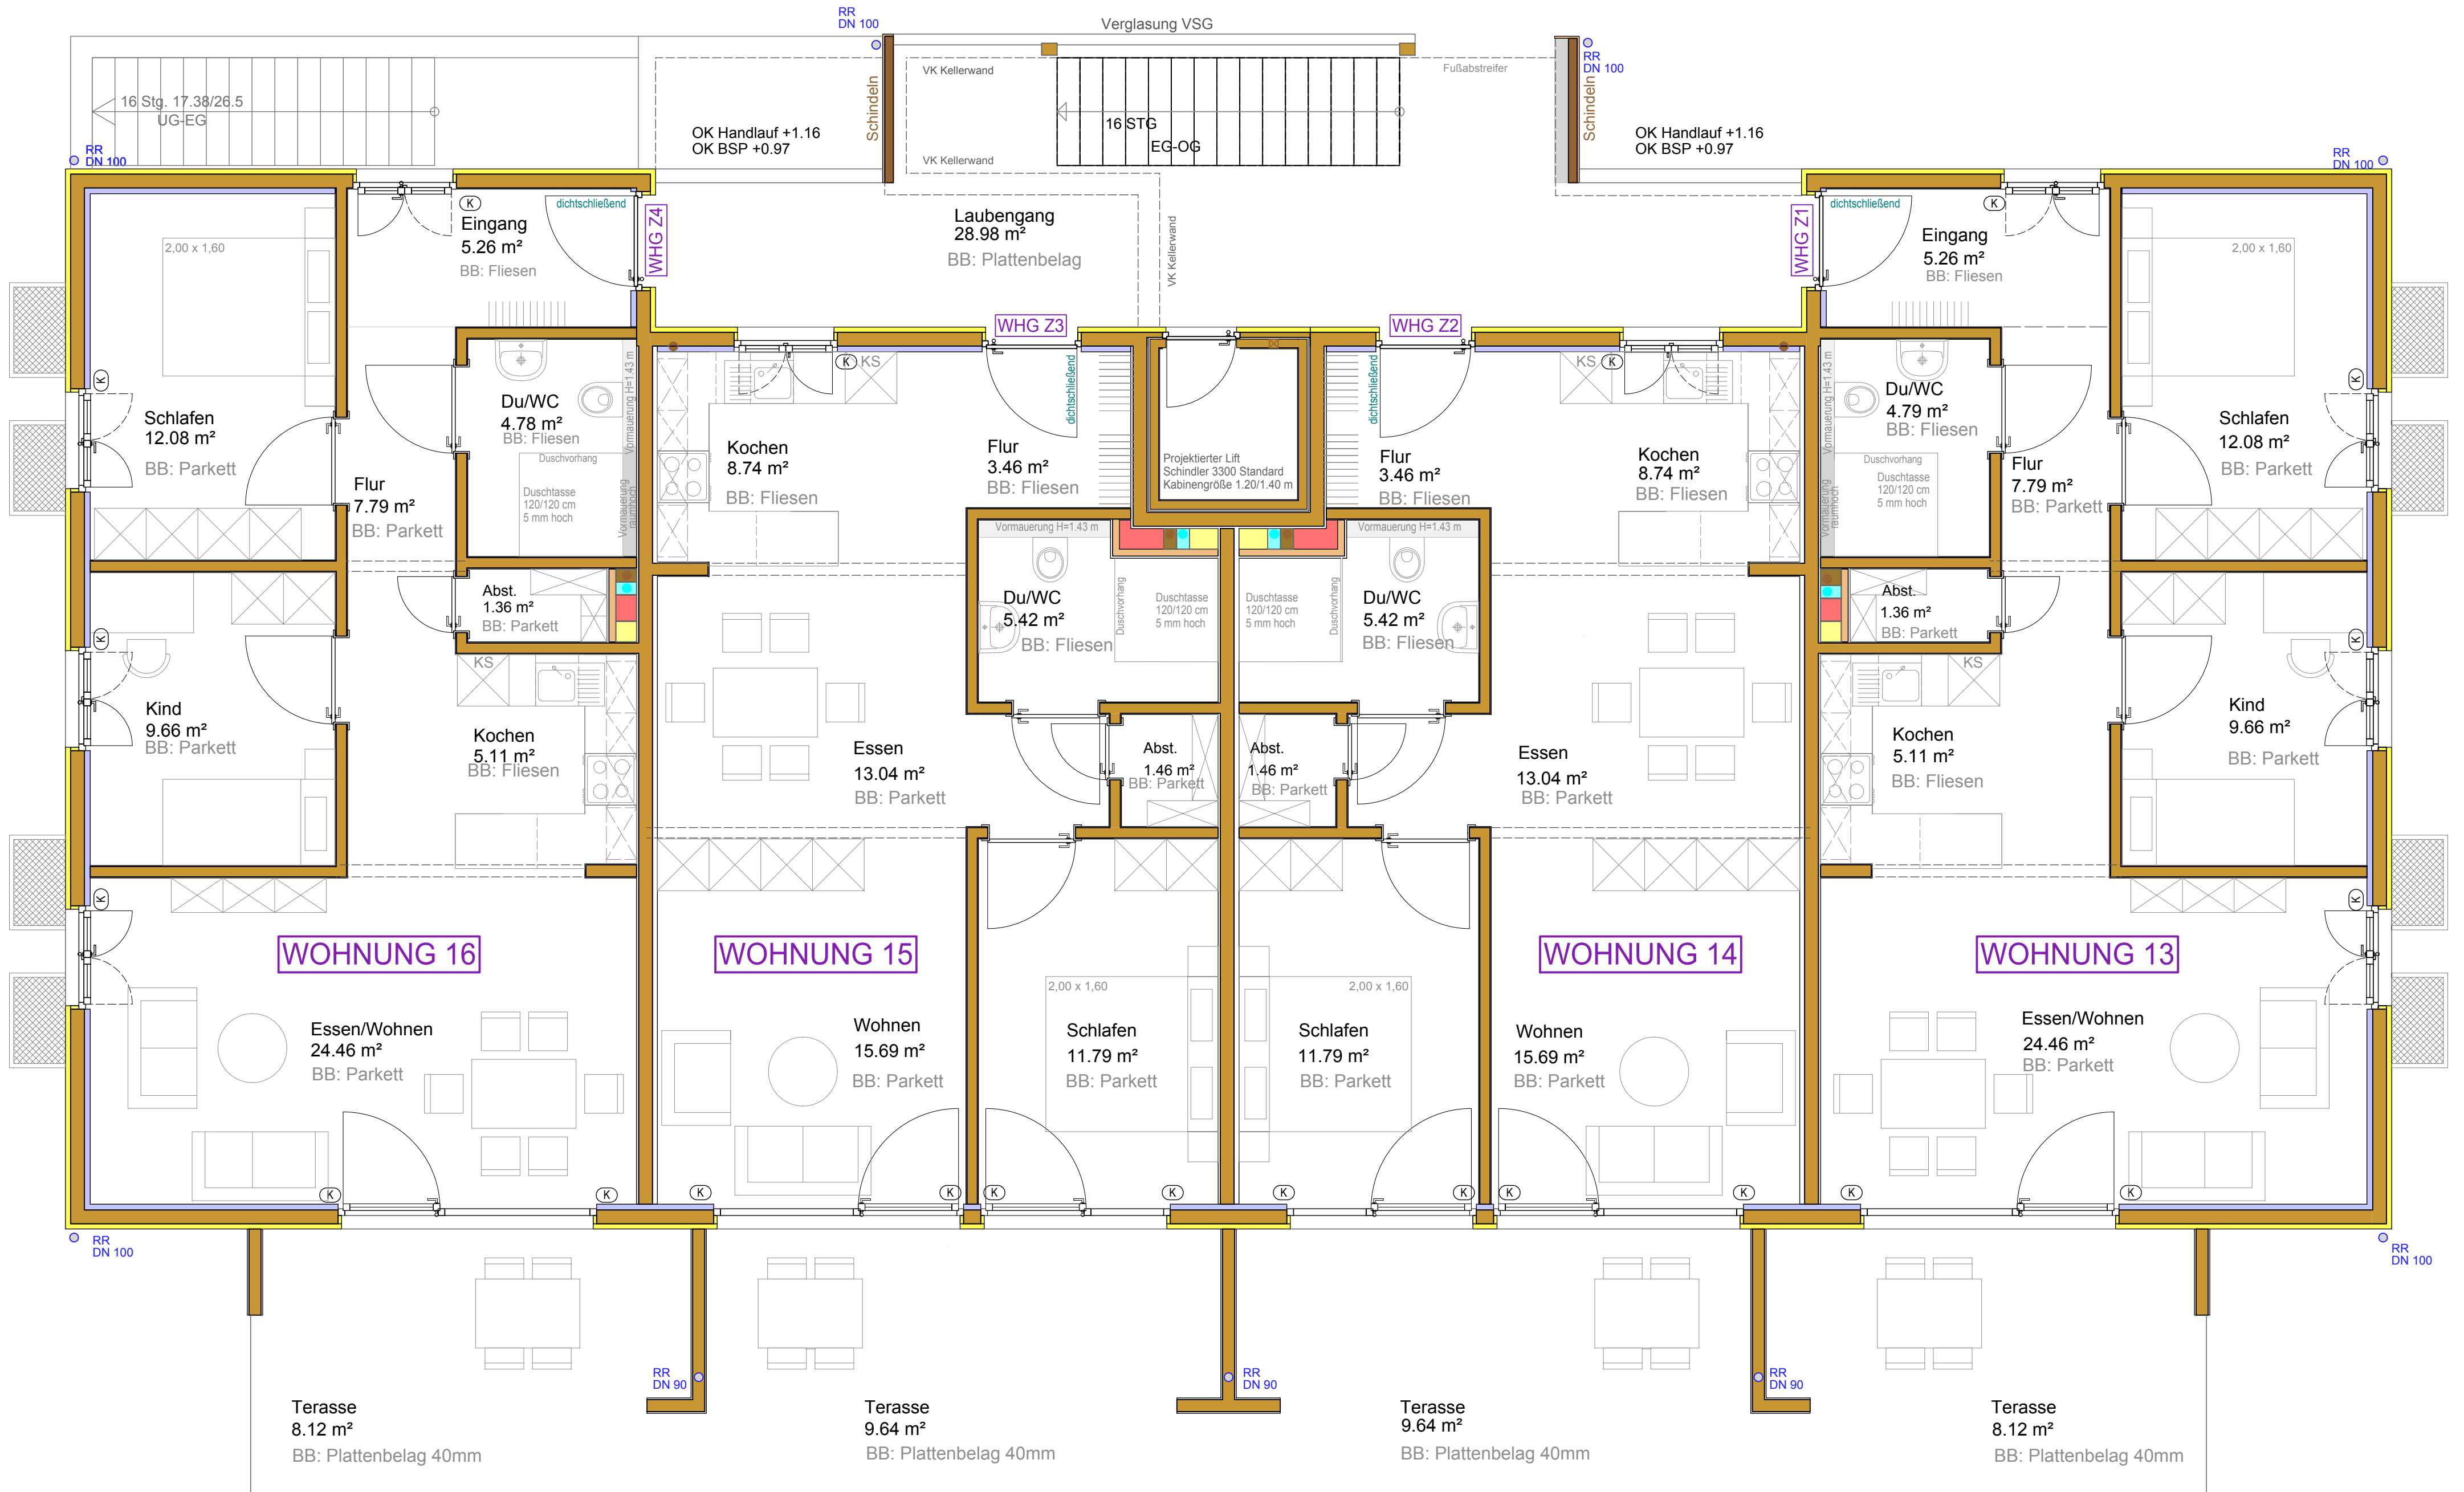 RR
DN 100
Verglasung VSG
RR
DN 100
VK Kellerwand
Fußabstreifer
Schindeln
Schindeln
16 Stg. 17.38/26.5
UG-EG
16 STG
EG-OG
OK Handlauf +1.16
OK BSP +0.97
OK Handlauf +1.16
OK BSP +0.97
RR
DN 100
VK Kellerwand
RR
DN 100
K
Eingang
5.26 m²
BB: Fliesen
dichtschließend
WHG Z4
Laubengang
28.98 m²
BB: Plattenbelag
VK Kellerwand
WHG Z1
dichtschließend
K
Eingang
5.26 m²
BB: Fliesen
2,00 x 1,60
2,00 x 1,60
WHG Z3
WHG Z2
K
Schlafen
12.08 m²
BB: Parkett
Flur
7.79 m²
BB: Parkett
Du/WC
4.78 m²
BB: Fliesen
Duschvorhang
Duschtasse
120/120 cm
5 mm hoch
Vormauerung H=1.43 m
Vormauerung
raumhoch
K
KS
Kochen
8.74 m²
BB: Fliesen
Flur
3.46 m²
BB: Fliesen
dichtschließend
Projektierter Lift
Schindler 3300 Standard
Kabinengröße 1.20/1.40 m
dichtschließend
Flur
3.46 m²
BB: Fliesen
KS
K
Kochen
8.74 m²
BB: Fliesen
Vormauerung H=1.43 m
Vormauerung
raumhoch
Du/WC
4.79 m²
BB: Fliesen
Duschvorhang
Duschtasse
120/120 cm
5 mm hoch
Flur
7.79 m²
BB: Parkett
K
Schlafen
12.08 m²
BB: Parkett
Vormauerung H=1.43 m
Vormauerung H=1.43 m
Abst.
1.36 m²
BB: Parkett
Du/WC
5.42 m²
BB: Fliesen
Duschvorhang
Duschtasse
120/120 cm
5 mm hoch
Duschtasse
120/120 cm
5 mm hoch
Duschvorhang
Du/WC
5.42 m²
BB: Fliesen
Abst.
1.36 m²
BB: Parkett
K
Kind
9.66 m²
BB: Parkett
KS
Kochen
5.11 m²
BB: Fliesen
Essen
13.04 m²
BB: Parkett
Abst.
1.46 m²
BB: Parkett
Abst.
1.46 m²
BB: Parkett
Essen
13.04 m²
BB: Parkett
KS
Kochen
5.11 m²
BB: Fliesen
K
Kind
9.66 m²
BB: Parkett
K
K
WOHNUNG 16
WOHNUNG 15
WOHNUNG 14
WOHNUNG 13
2,00 x 1,60
2,00 x 1,60
Essen/Wohnen
24.46 m²
BB: Parkett
Wohnen
15.69 m²
BB: Parkett
Schlafen
11.79 m²
BB: Parkett
Schlafen
11.79 m²
BB: Parkett
Wohnen
15.69 m²
BB: Parkett
Essen/Wohnen
24.46 m²
BB: Parkett
K
K
K
K
K
K
K
K
K
K
K
K
RR
DN 100
RR
DN 100
RR
DN 90
RR
DN 90
RR
DN 90
Terasse
8.12 m²
BB: Plattenbelag 40mm
Terasse
9.64 m²
BB: Plattenbelag 40mm
Terasse
9.64 m²
BB: Plattenbelag 40mm
Terasse
8.12 m²
BB: Plattenbelag 40mm